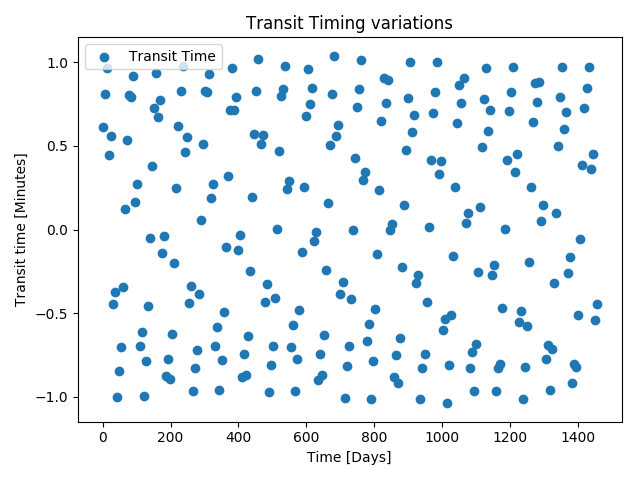 Transit Timing variations
Transit Time
Transit time [Minutes]
1.0
0.5
0.0
−0.5
−1.0
0 200 400 600 800 1000 1200 1400
Time [Days]